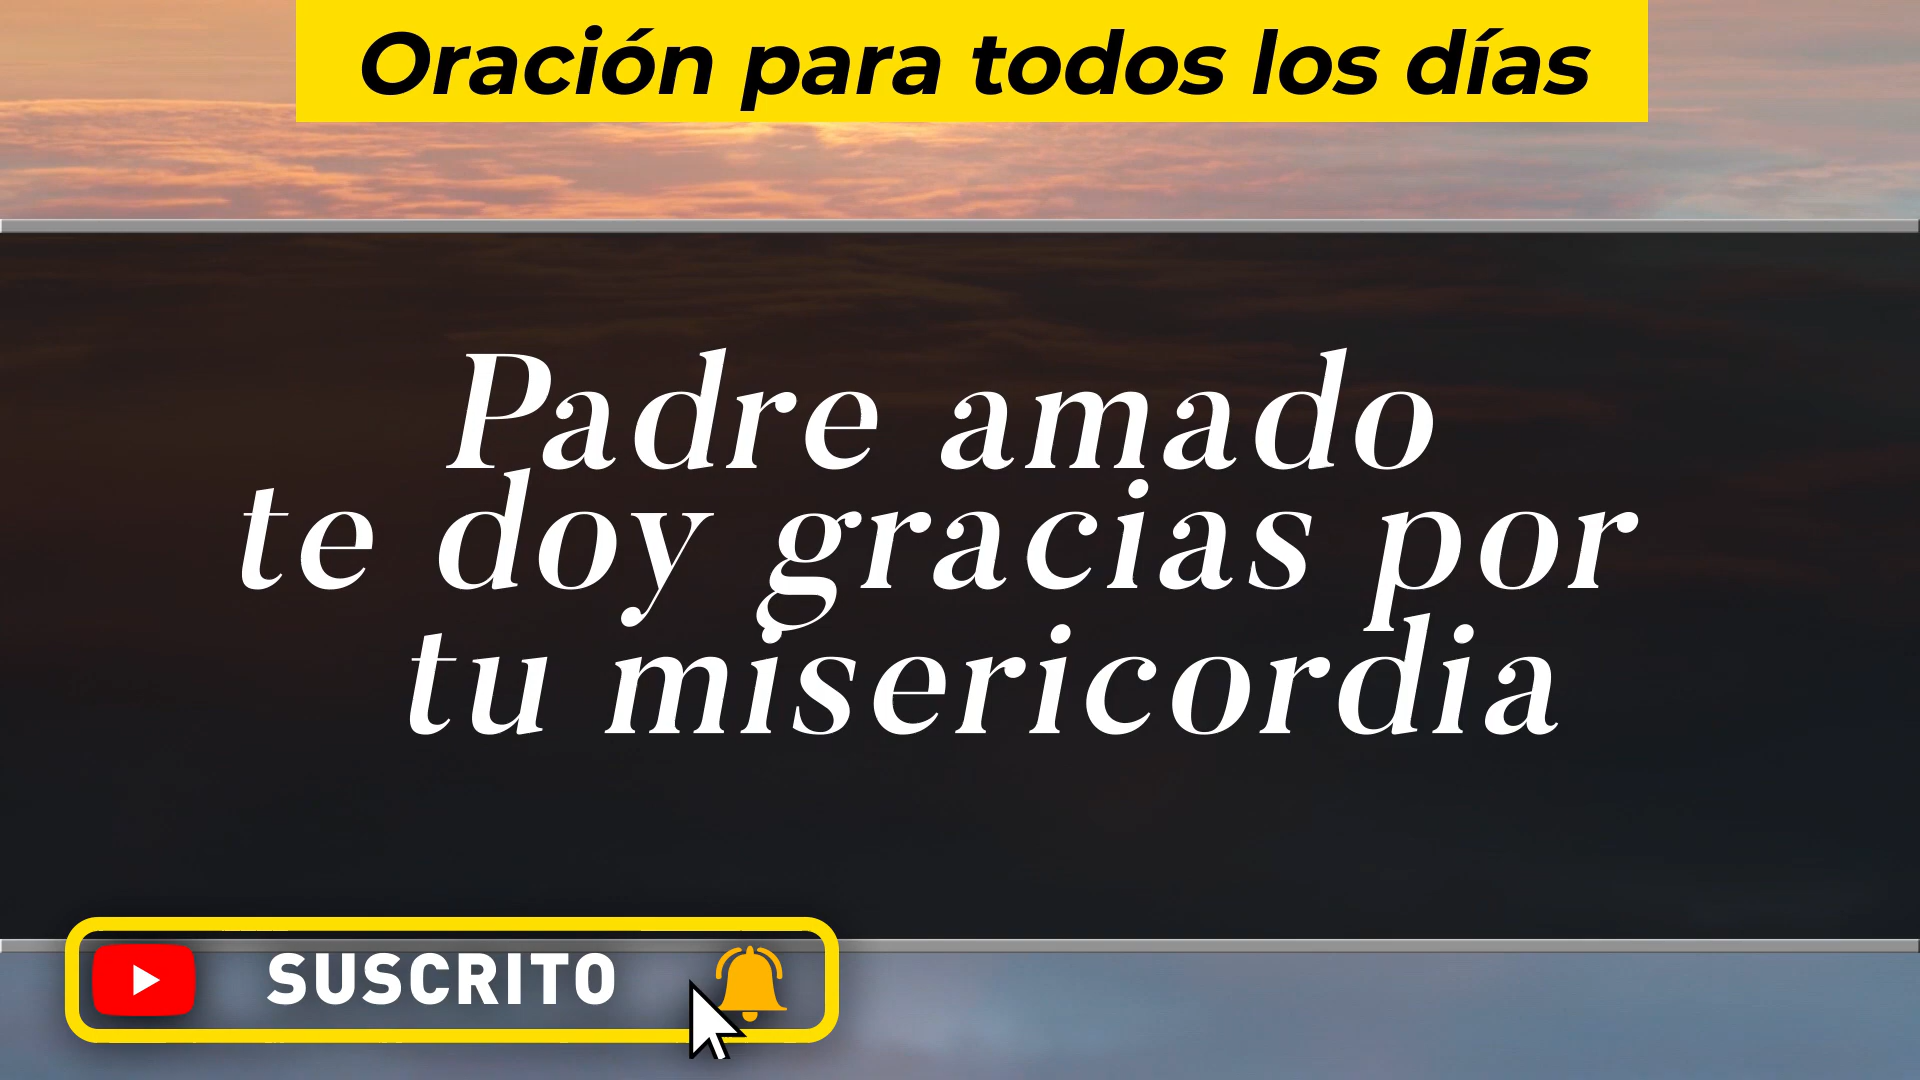 Oración para todos los días
Padre amado
te doy gracias por
tu misericordia
SUSCRITO